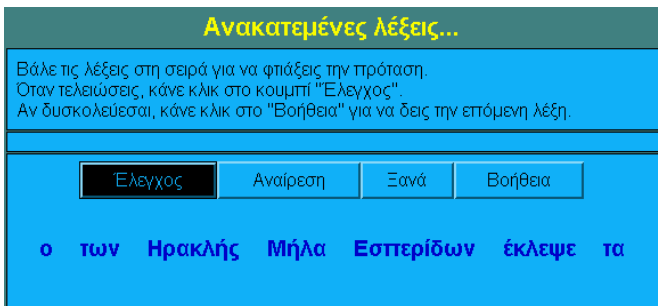 Ανακατεμένες λέξεις...
Βάλε τις λέξεις στη σειρά για να φτιάξεις την πρόταση.
Όταν τελειώσεις, κάνε κλικ στο κουμπί "Έλεγχος".
Αν δυσκολεύεσαι, κάνε κλικ στο "Βοήθεια" για να δεις την επόμενη λέξη.
Έλεγχος Αναίρεση Ξανά Βοήθεια
ο των Ηρακλής Μήλα Εσπερίδων έκλεψε τα